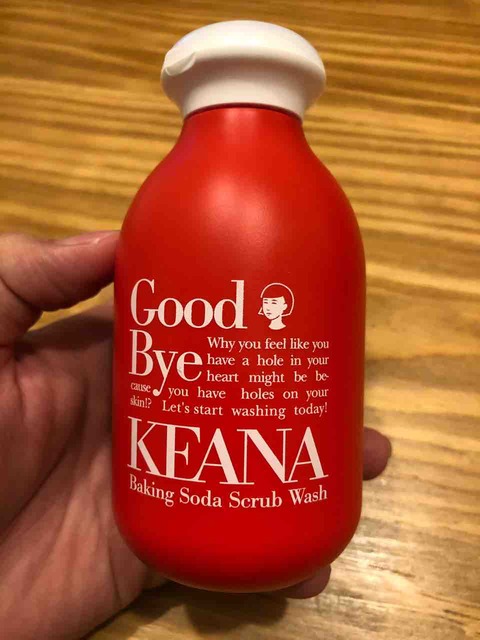 Good
Bye
Why you feel like you
have a hole in your
heart might be be-
cause you have holes on your
skin!? Let's start washing today!
KEANA
Baking Soda Scrub Wash